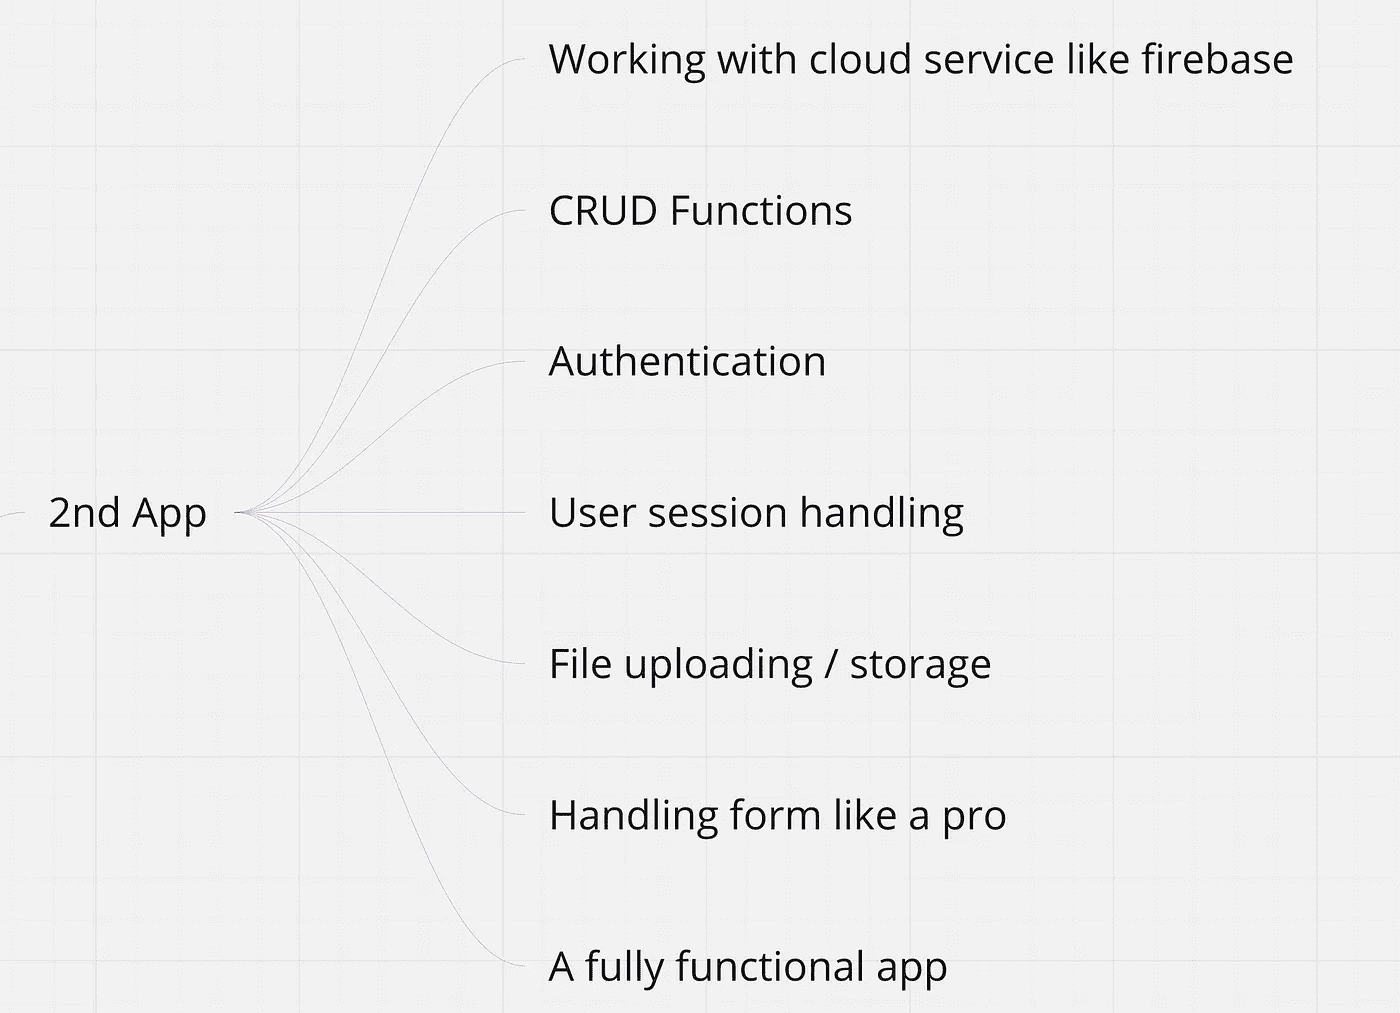 Working with cloud service like firebase
CRUD Functions
Authentication
2nd App
User session handling
File uploading / storage
Handling form like a pro
A fully functional app